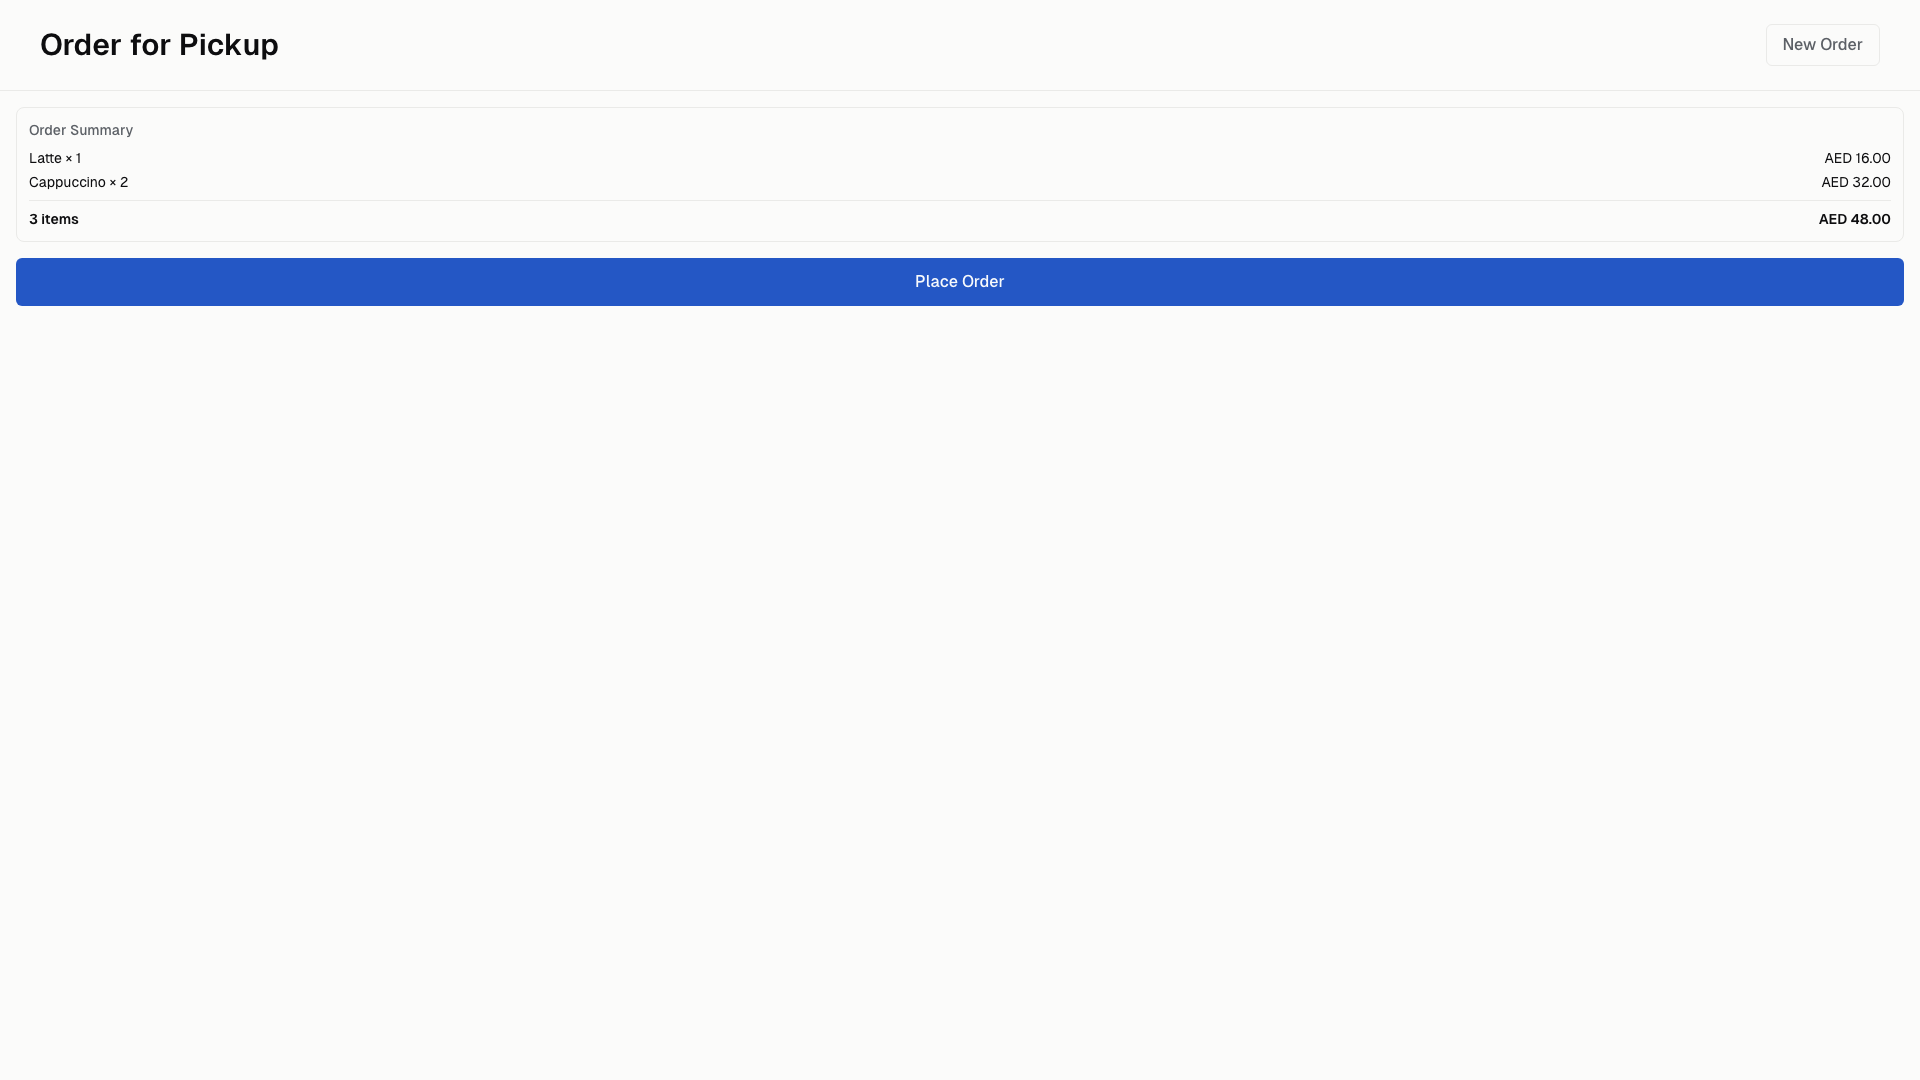 Order for Pickup
New Order
Order Summary
Latte × 1 AED 16.00
Cappuccino × 2 AED 32.00
3 items AED 48.00
Place Order